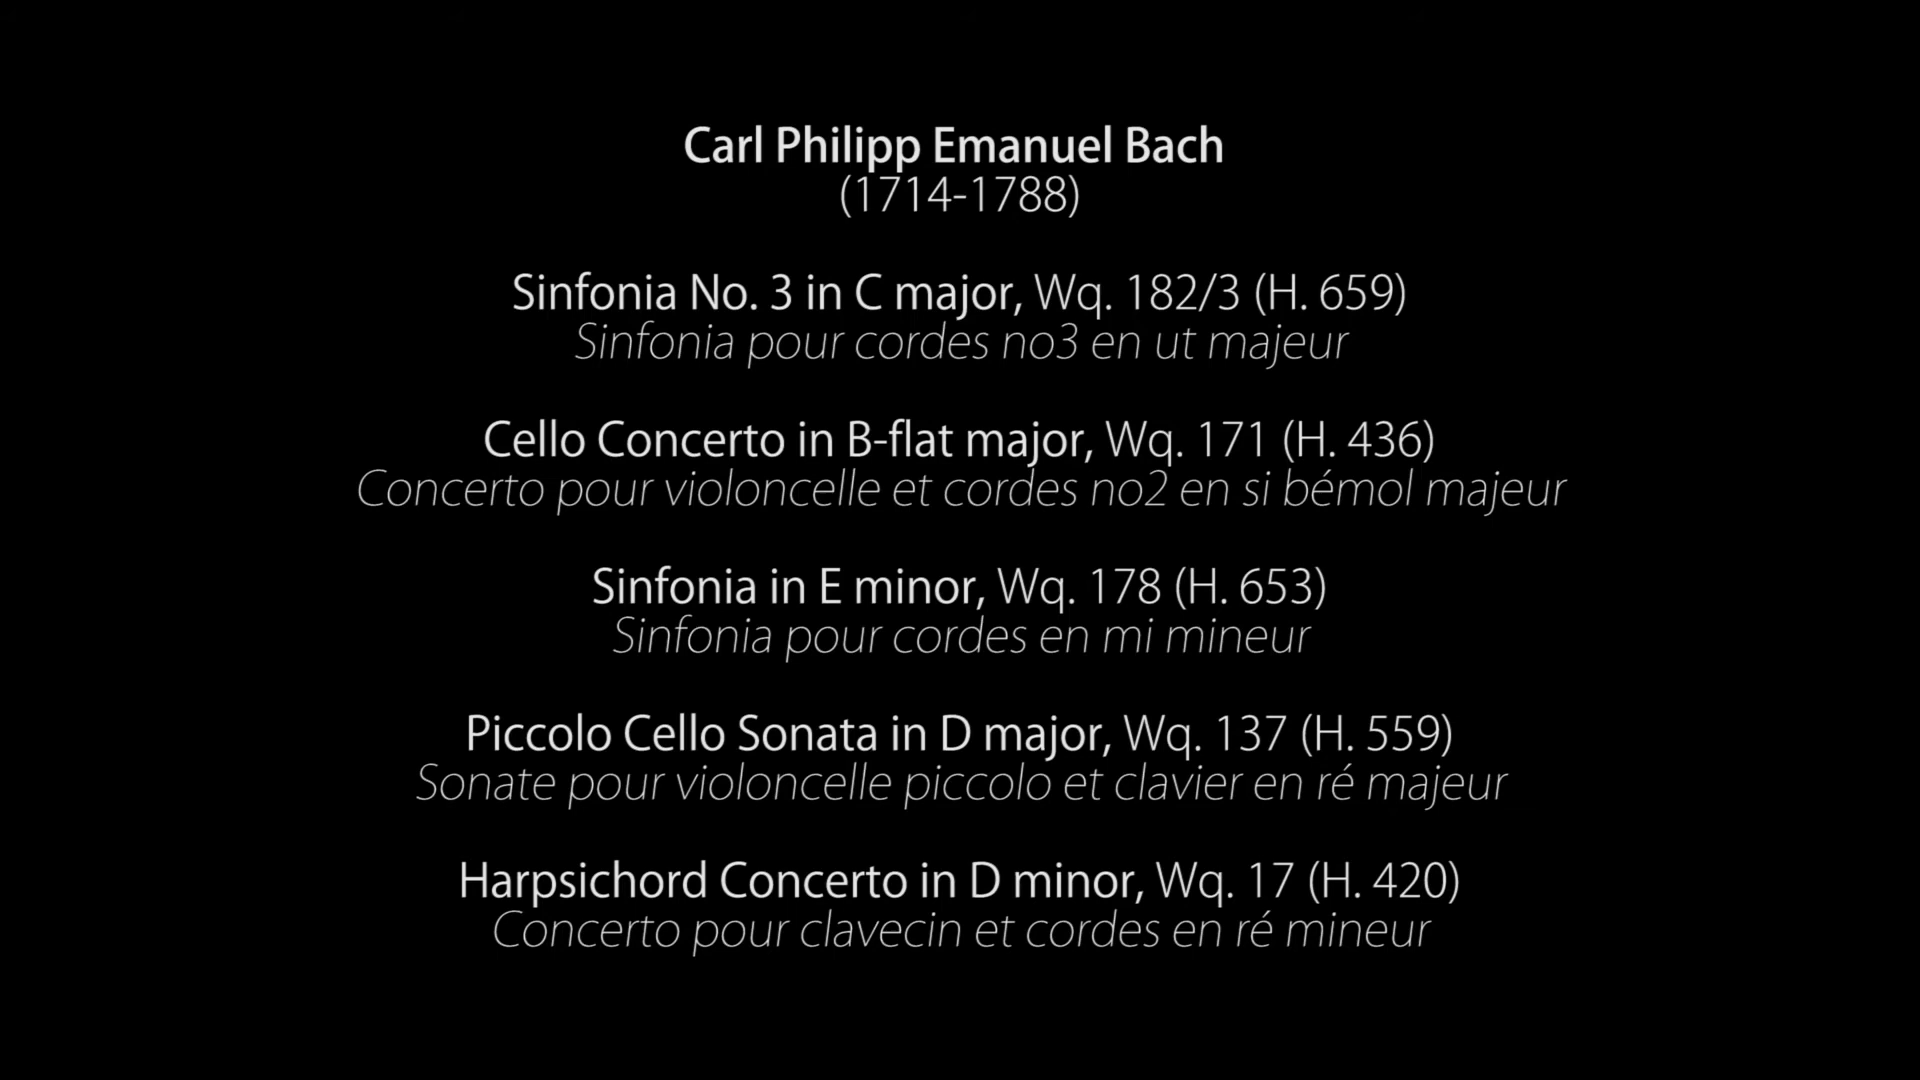 Carl Philipp Emanuel Bach
(1714-1788)
Sinfonia No. 3 in C major, Wq. 182/3 (H. 659)
Sinfonia pour cordes no3 en ut majeur
Cello Concerto in B-flat major, Wq. 171 (H. 436)
Concerto pour violoncelle et cordes no2 en si bémol majeur
Sinfonia in E minor, Wq. 178 (H. 653)
Sinfonia pour cordes en mi mineur
Piccolo Cello Sonata in D major, Wq. 137 (H. 559)
Sonate pour violoncelle piccolo et clavier en ré majeur
Harpsichord Concerto in D minor, Wq. 17 (H. 420)
Concerto pour clavecin et cordes en ré mineur